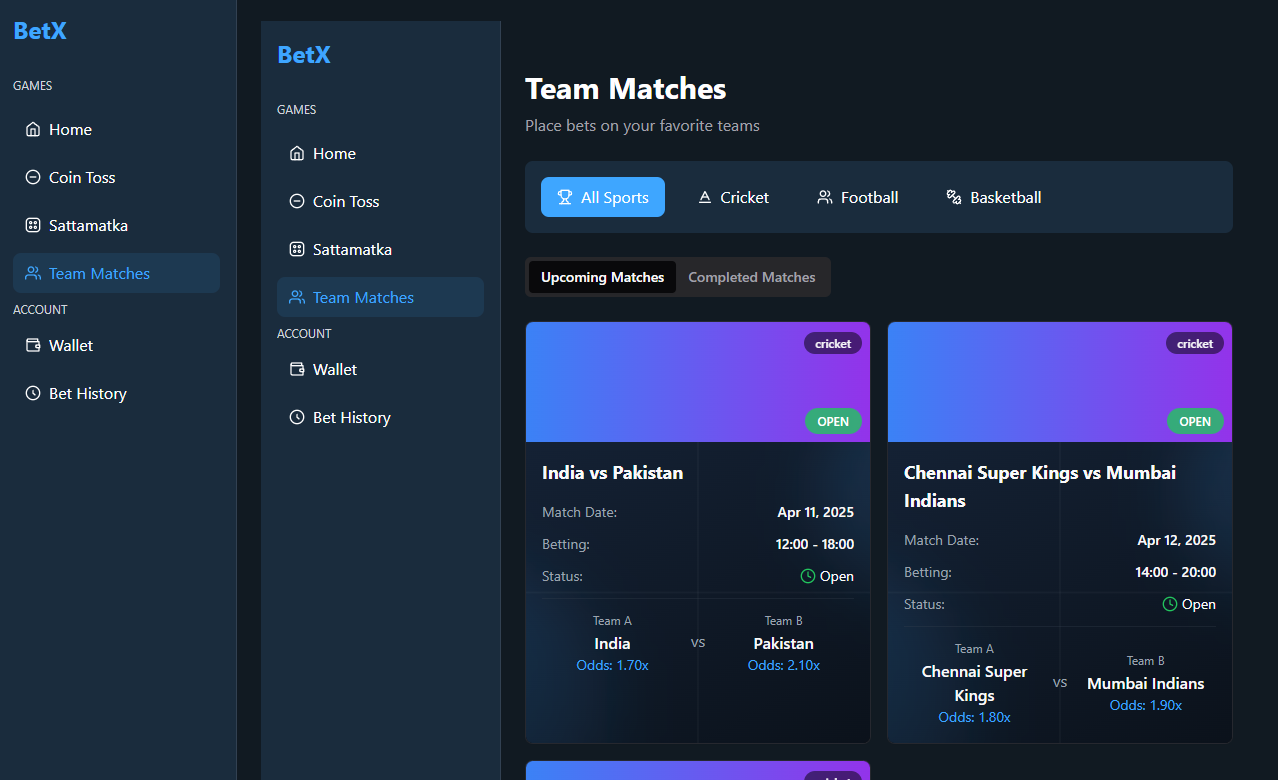 BetX
GAMES
Home
Coin Toss
Sattamatka
Team Matches
ACCOUNT
Wallet
Bet History
BetX
GAMES
Home
Coin Toss
Sattamatka
Team Matches
ACCOUNT
Wallet
Bet History
Team Matches
Place bets on your favorite teams
All Sports Cricket Football Basketball
Upcoming Matches Completed Matches
cricket
OPEN
India vs Pakistan
Match Date: Apr 11, 2025
Betting: 12:00 - 18:00
Status: Open
Team A
India
Odds: 1.70x
VS
Team B
Pakistan
Odds: 2.10x
cricket
OPEN
Chennai Super Kings vs Mumbai
Indians
Match Date: Apr 12, 2025
Betting: 14:00 - 20:00
Status: Open
Team A
Chennai Super
Kings
Odds: 1.80x
VS
Team B
Mumbai Indians
Odds: 1.90x